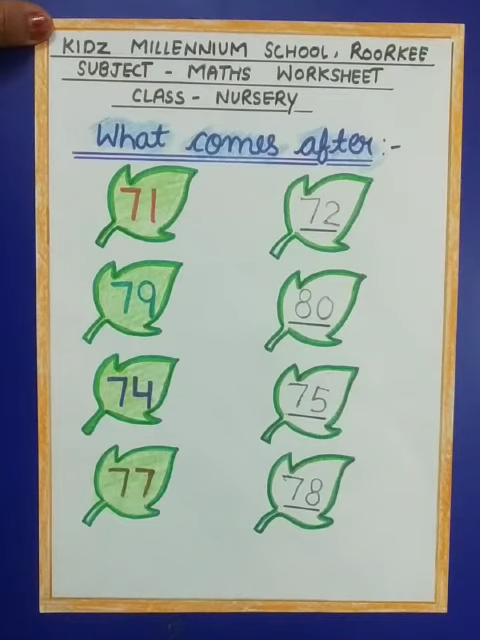 KIDZ MILLENNIUM SCHOOL, ROORKEE
SUBJECT - MATHS WORKSHEET
CLASS - NURSERY
What comes after:-
71 72
79 80
74 75
77 78